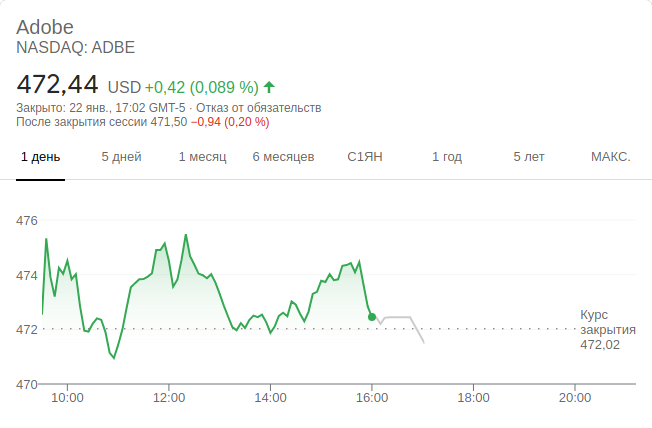 Adobe
NASDAQ: ADBE
472,44 USD +0,42 (0,089 %)
Закрыто: 22 янв., 17:02 GMT-5 · Отказ от обязательств
После закрытия сессии 471,50 −0,94 (0,20 %)
1 день 5 дней 1 месяц 6 месяцев С1ЯН 1 год 5 лет МАКС.
476
474
472
470
Курс
закрытия
472,02
10:00 12:00 14:00 16:00 18:00 20:00